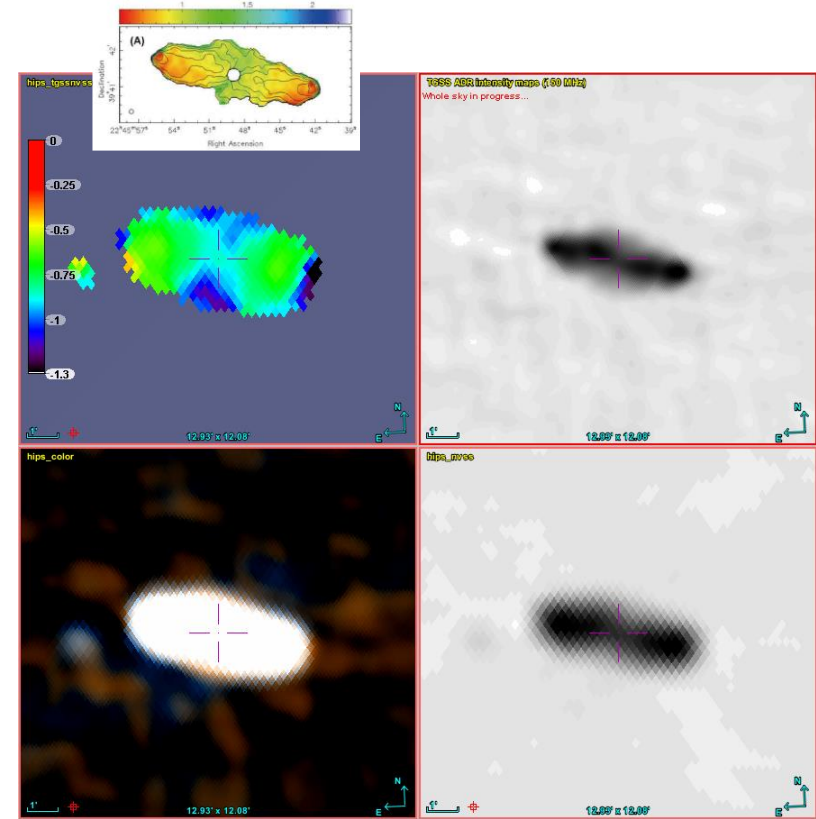 1 1.5 2
(A)
42'
Declination
39°41'
22h45m57s 54s 51s 48s 45s 42s 39s
Right Ascension
hips_tgssnvss
0
-0.25
-0.5
-0.75
-1
-1.3
1'
12.93' x 12.08'
N
E
TGSS ADR intensity maps (150 MHz)
Whole sky in progress...
1'
12.09' x 12.08'
N
E
hips_color
1'
12.93' x 12.08'
N
E
hips_nvss
1'
12.09' x 12.08'
N
E